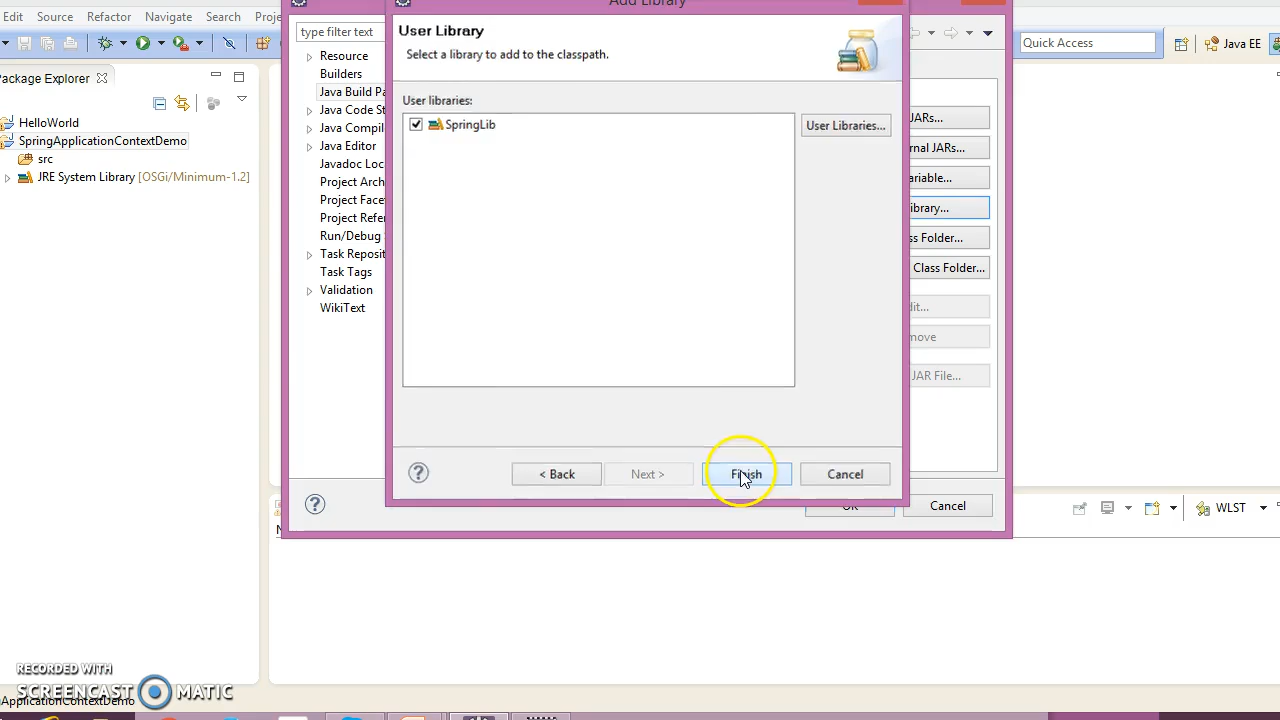 Add Library
Edit Source Refactor Navigate Search Proje
type filter text
User Library
Select a library to add to the classpath.
Quick Access
Java EE
Package Explorer
Resource
Builders
Java Build Pa
Java Code St
Java Compil
Java Editor
Javadoc Loc
Project Arch
Project Face
Project Refe
Run/Debug
Task Reposit
Task Tags
Validation
WikiText
HelloWorld
SpringApplicationContextDemo
src
JRE System Library [OSGi/Minimum-1.2]
User libraries:
SpringLib
User Libraries...
JARs...
rnal JARs...
ariable...
ibrary...
ss Folder...
Class Folder...
dit...
move
JAR File...
< Back
Next >
Finish
Cancel
OK
Cancel
WLST
RECORDED WITH
SCREENCAST MATIC
ApplicationContextDemo